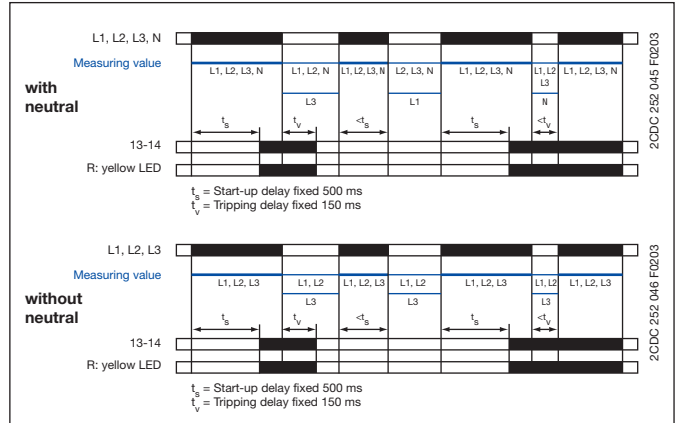 L1, L2, L3, N
Measuring value
L1, L2, L3, N L1, L2, N L1, L2, L3, N L2, L3, N L1, L2, L3, N L1, L2 L1, L2, L3, N
L3
with
neutral
L3 L1 N
ts tv <ts ts <tv
13-14
R: yellow LED
ts = Start-up delay fixed 500 ms
tv = Tripping delay fixed 150 ms
2CDC 252 045 F0203
L1, L2, L3
Measuring value
L1, L2, L3 L1, L2 L1, L2, L3 L1, L2 L1, L2, L3 L1, L2 L1, L2, L3
without
neutral
L3 L3 L3
ts tv <ts ts <tv
13-14
R: yellow LED
ts = Start-up delay fixed 500 ms
tv = Tripping delay fixed 150 ms
2CDC 252 046 F0203